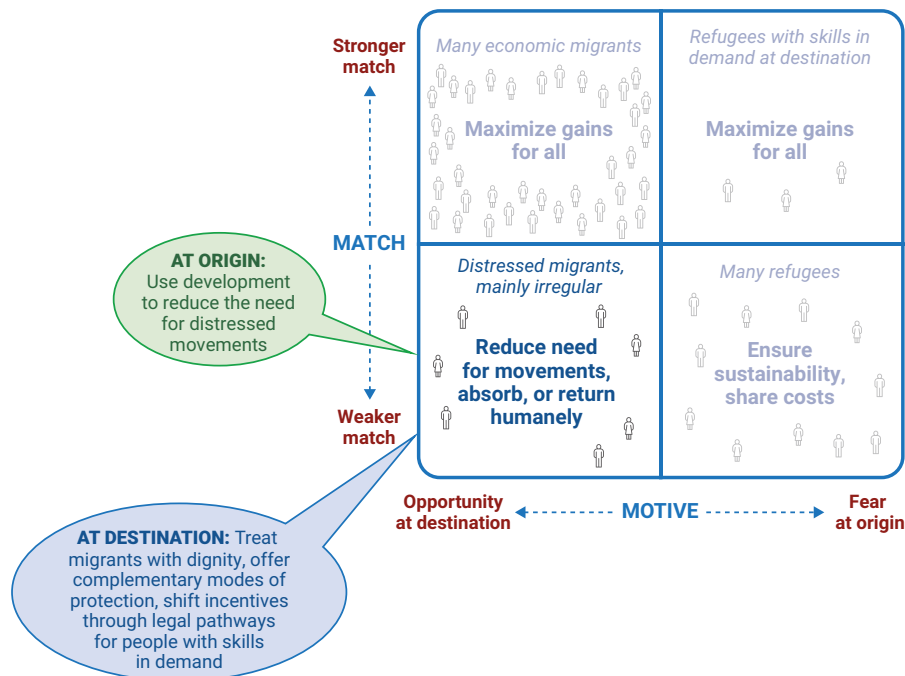 Stronger
match
Many economic migrants
Maximize gains
for all
Refugees with skills in
demand at destination
Maximize gains
for all
MATCH
AT ORIGIN:
Use development
to reduce the need
for distressed
movements
Distressed migrants,
mainly irregular
Reduce need
for movements,
absorb, or return
humanely
Many refugees
Ensure
sustainability,
share costs
Weaker
match
Opportunity
at destination
MOTIVE
Fear
at origin
AT DESTINATION: Treat
migrants with dignity, offer
complementary modes of
protection, shift incentives
through legal pathways
for people with skills
in demand